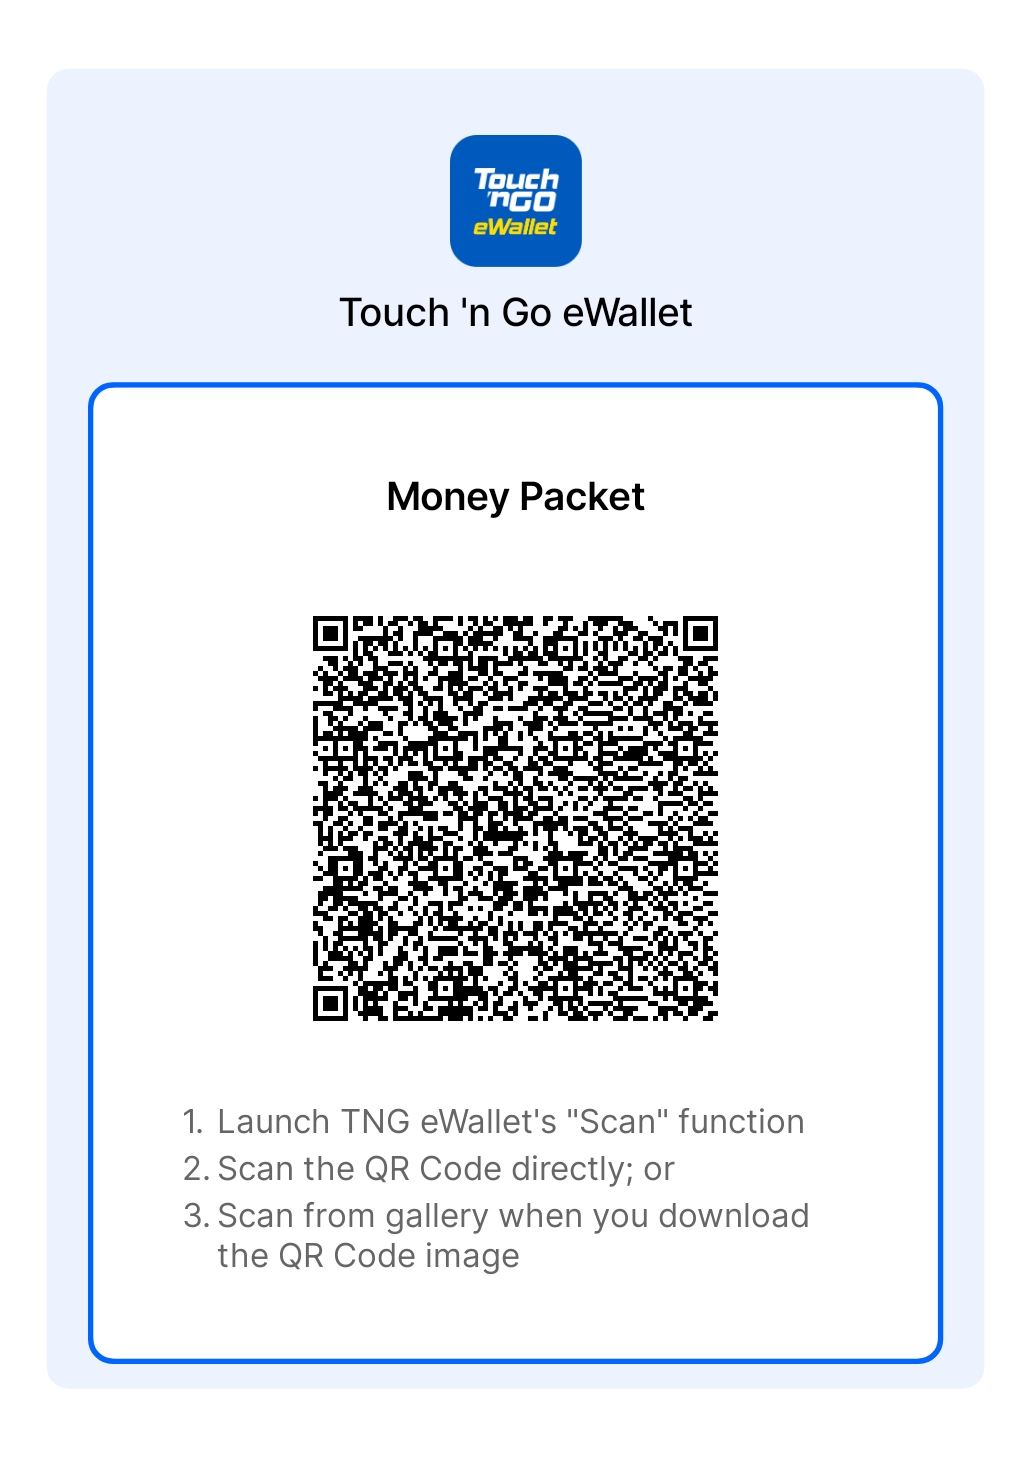 Touch
'nGO
eWallet
Touch 'n Go eWallet
Money Packet
1. Launch TNG eWallet's "Scan" function
2. Scan the QR Code directly; or
3. Scan from gallery when you download
the QR Code image